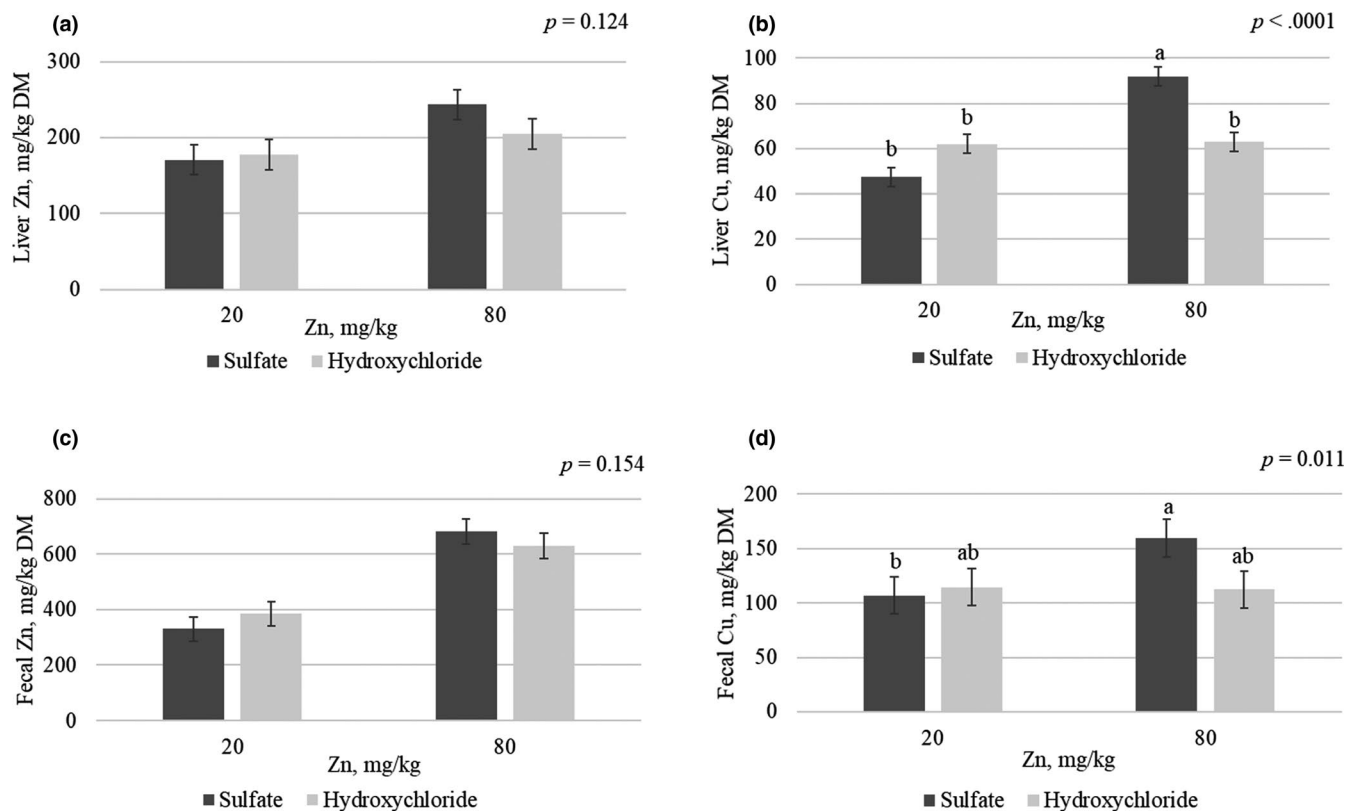 (a)
p = 0.124
Liver Zn, mg/kg DM
300
200
100
0
20
80
Zn, mg/kg
Sulfate
Hydroxychloride
(b)
p < .0001
Liver Cu, mg/kg DM
100
80
60
40
20
0
b
b
a
b
20
80
Zn, mg/kg
Sulfate
Hydroxychloride
(c)
p = 0.154
Fecal Zn, mg/kg DM
800
600
400
200
0
20
80
Zn, mg/kg
Sulfate
Hydroxychloride
(d)
p = 0.011
Fecal Cu, mg/kg DM
200
150
100
50
0
b
ab
a
ab
20
80
Zn, mg/kg
Sulfate
Hydroxychloride